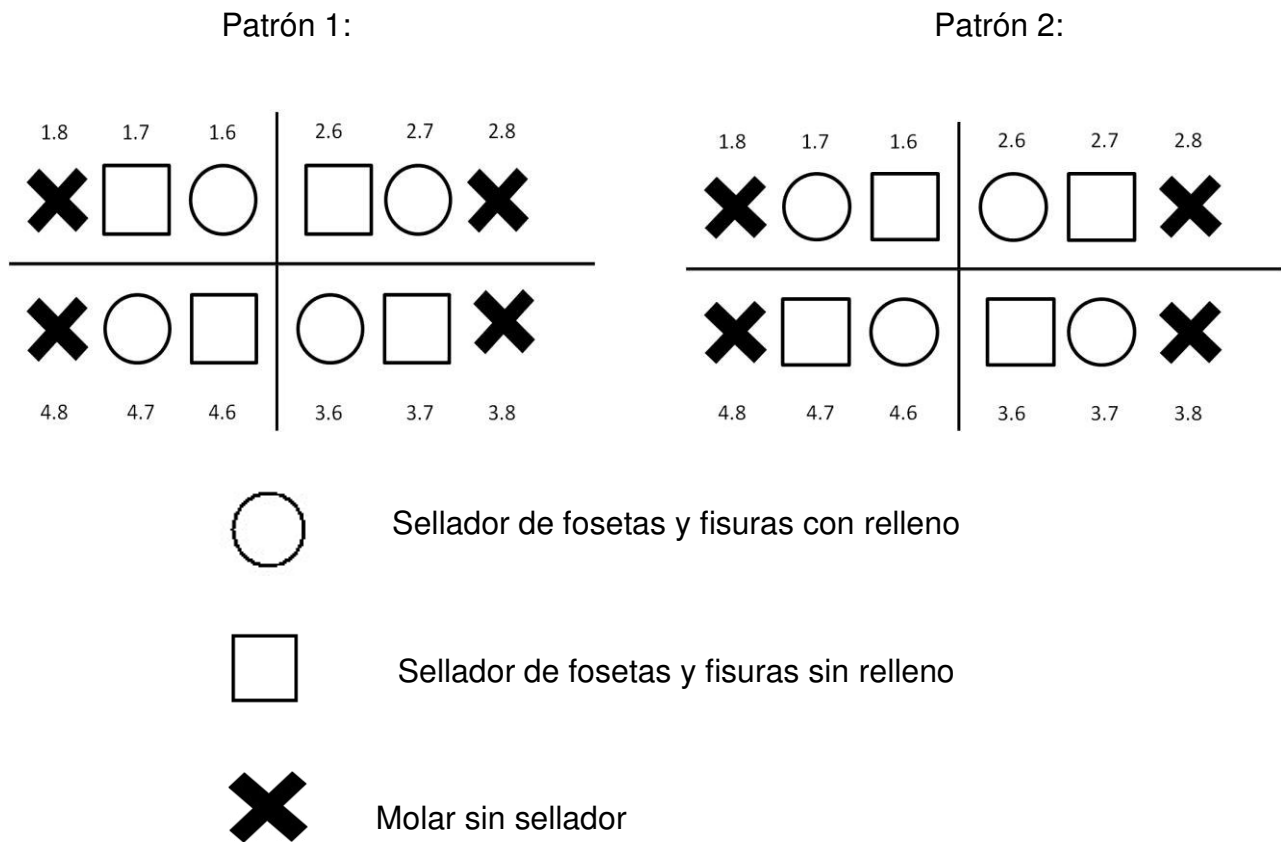 Patrón 1:
Patrón 2:
1.8 1.7 1.6 2.6 2.7 2.8
4.8 4.7 4.6 3.6 3.7 3.8
1.8 1.7 1.6 2.6 2.7 2.8
4.8 4.7 4.6 3.6 3.7 3.8
Sellador de fosetas y fisuras con relleno
Sellador de fosetas y fisuras sin relleno
Molar sin sellador